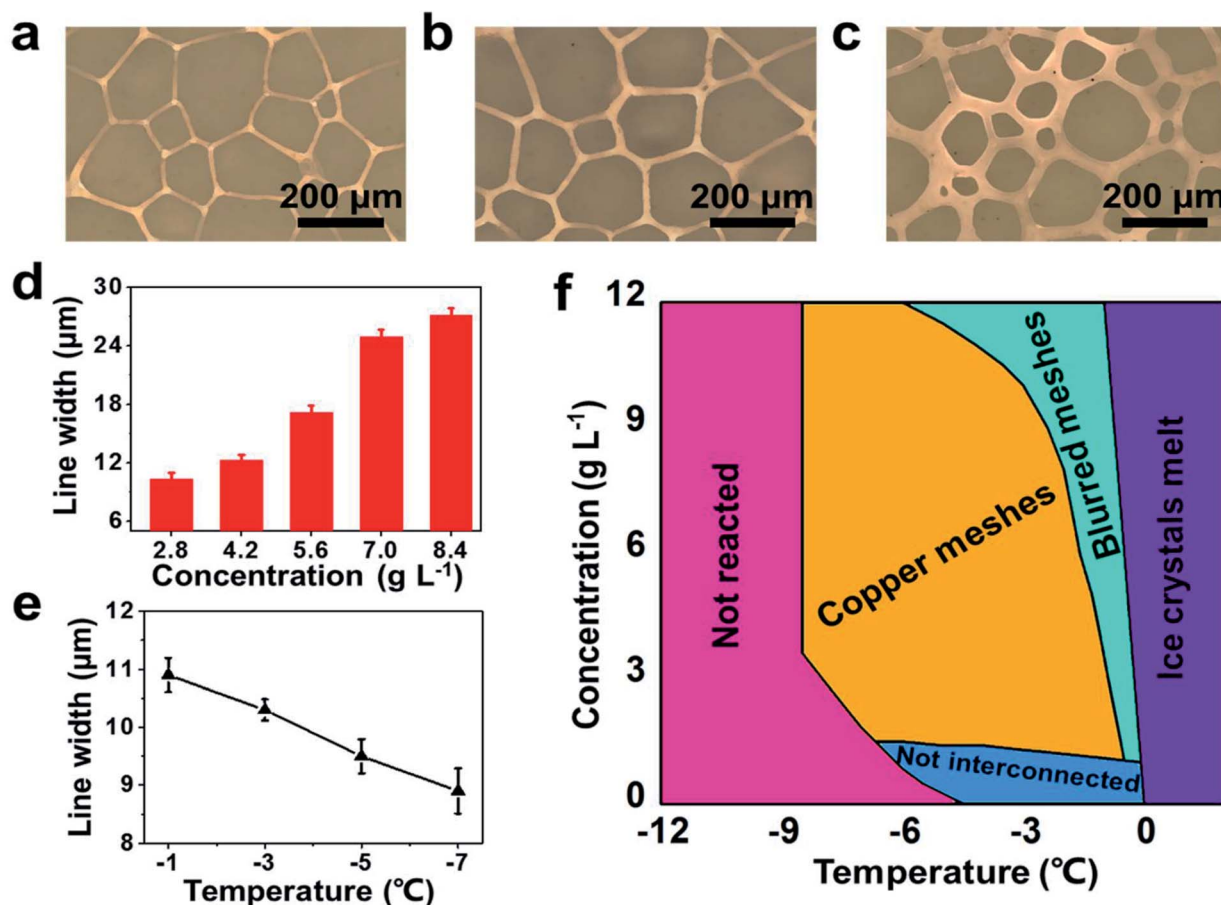 a
b
c
200 µm
200 µm
200 µm
d
Line width (µm)
30
24
18
12
6
2.8 4.2 5.6 7.0 8.4
Concentration (g L⁻¹)
e
Line width (µm)
12
11
10
9
8
-1 -3 -5 -7
Temperature (℃)
f
Concentration (g L⁻¹)
12
9
6
3
0
Not reacted
Copper meshes
Blurred meshes
Ice crystals melt
Not interconnected
-12 -9 -6 -3 0
Temperature (℃)